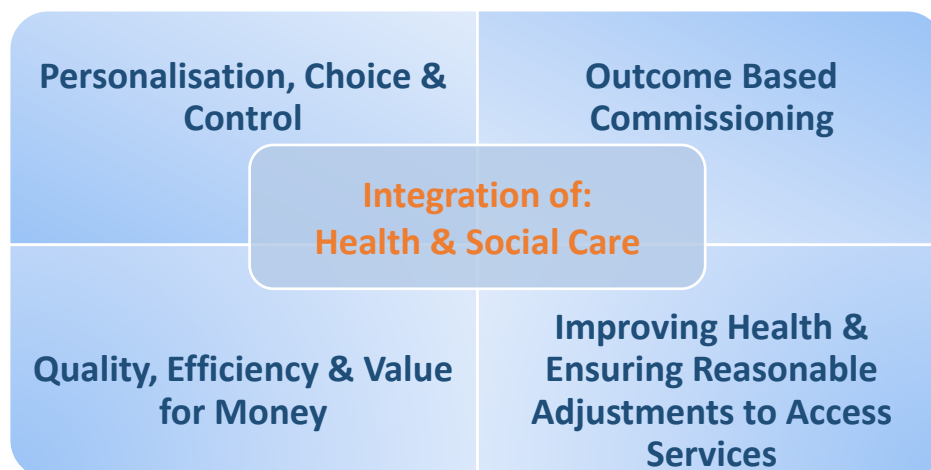 Personalisation, Choice &
Control
Outcome Based
Commissioning
Integration of:
Health & Social Care
Quality, Efficiency & Value
for Money
Improving Health &
Ensuring Reasonable
Adjustments to Access
Services